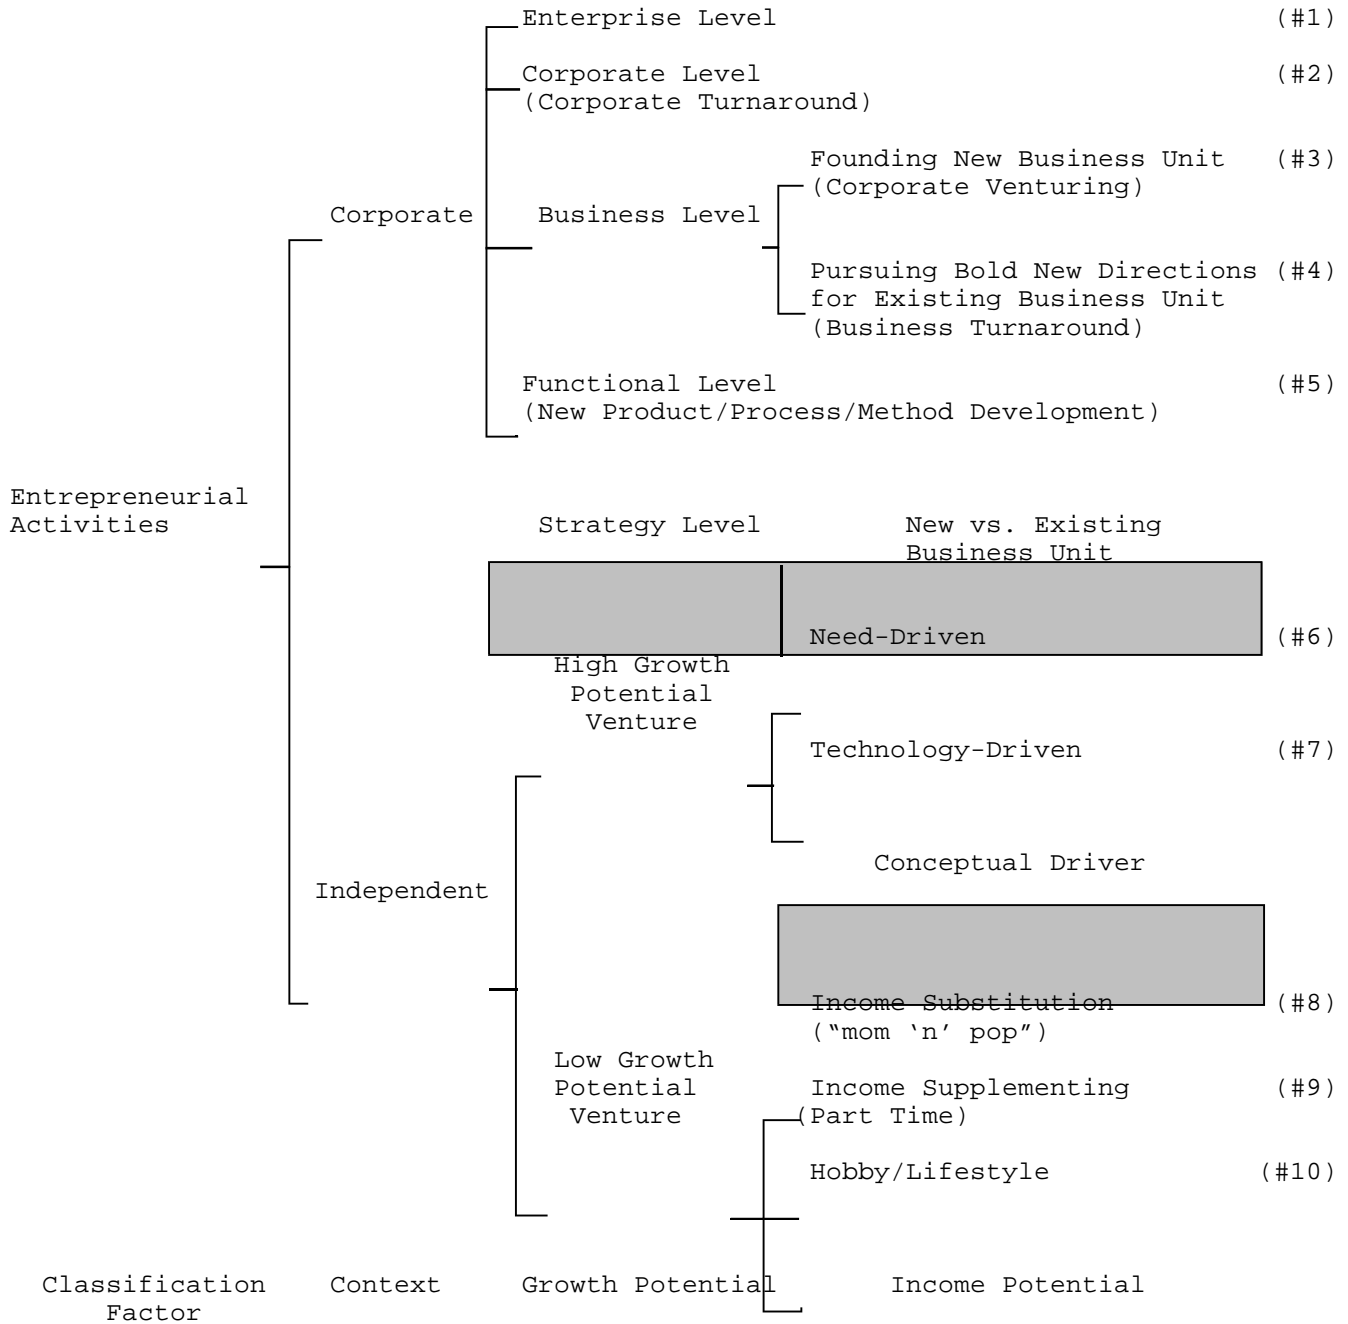 Enterprise Level (#1)
Corporate Level (#2)
(Corporate Turnaround)
Founding New Business Unit (#3)
(Corporate Venturing)
Corporate Business Level
Pursuing Bold New Directions (#4)
for Existing Business Unit
(Business Turnaround)
Functional Level (#5)
(New Product/Process/Method Development)
Entrepreneurial
Activities Strategy Level New vs. Existing
Business Unit
Need-Driven (#6)
High Growth
Potential
Venture
Technology-Driven (#7)
Conceptual Driver
Independent
Income Substitution (#8)
(“mom ‘n’ pop”)
Low Growth
Potential Income Supplementing (#9)
Venture (Part Time)
Hobby/Lifestyle (#10)
Classification Context Growth Potential Income Potential
Factor